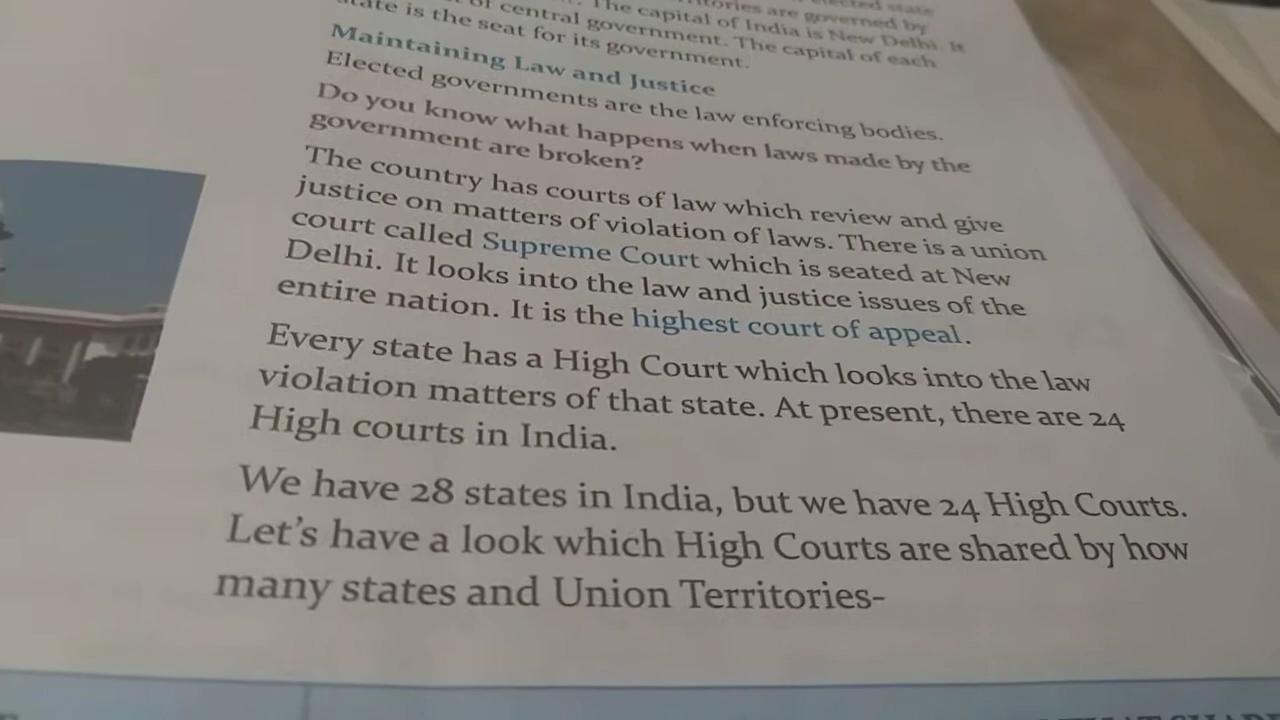 elected state
territories are governed by
of central government. The capital of India is New Delhi. It
state is the seat for its government. The capital of each
Maintaining Law and Justice
Elected governments are the law enforcing bodies.
Do you know what happens when laws made by the
government are broken?
The country has courts of law which review and give
justice on matters of violation of laws. There is a union
court called Supreme Court which is seated at New
Delhi. It looks into the law and justice issues of the
entire nation. It is the highest court of appeal.
Every state has a High Court which looks into the law
violation matters of that state. At present, there are 24
High courts in India.
We have 28 states in India, but we have 24 High Courts.
Let's have a look which High Courts are shared by how
many states and Union Territories-